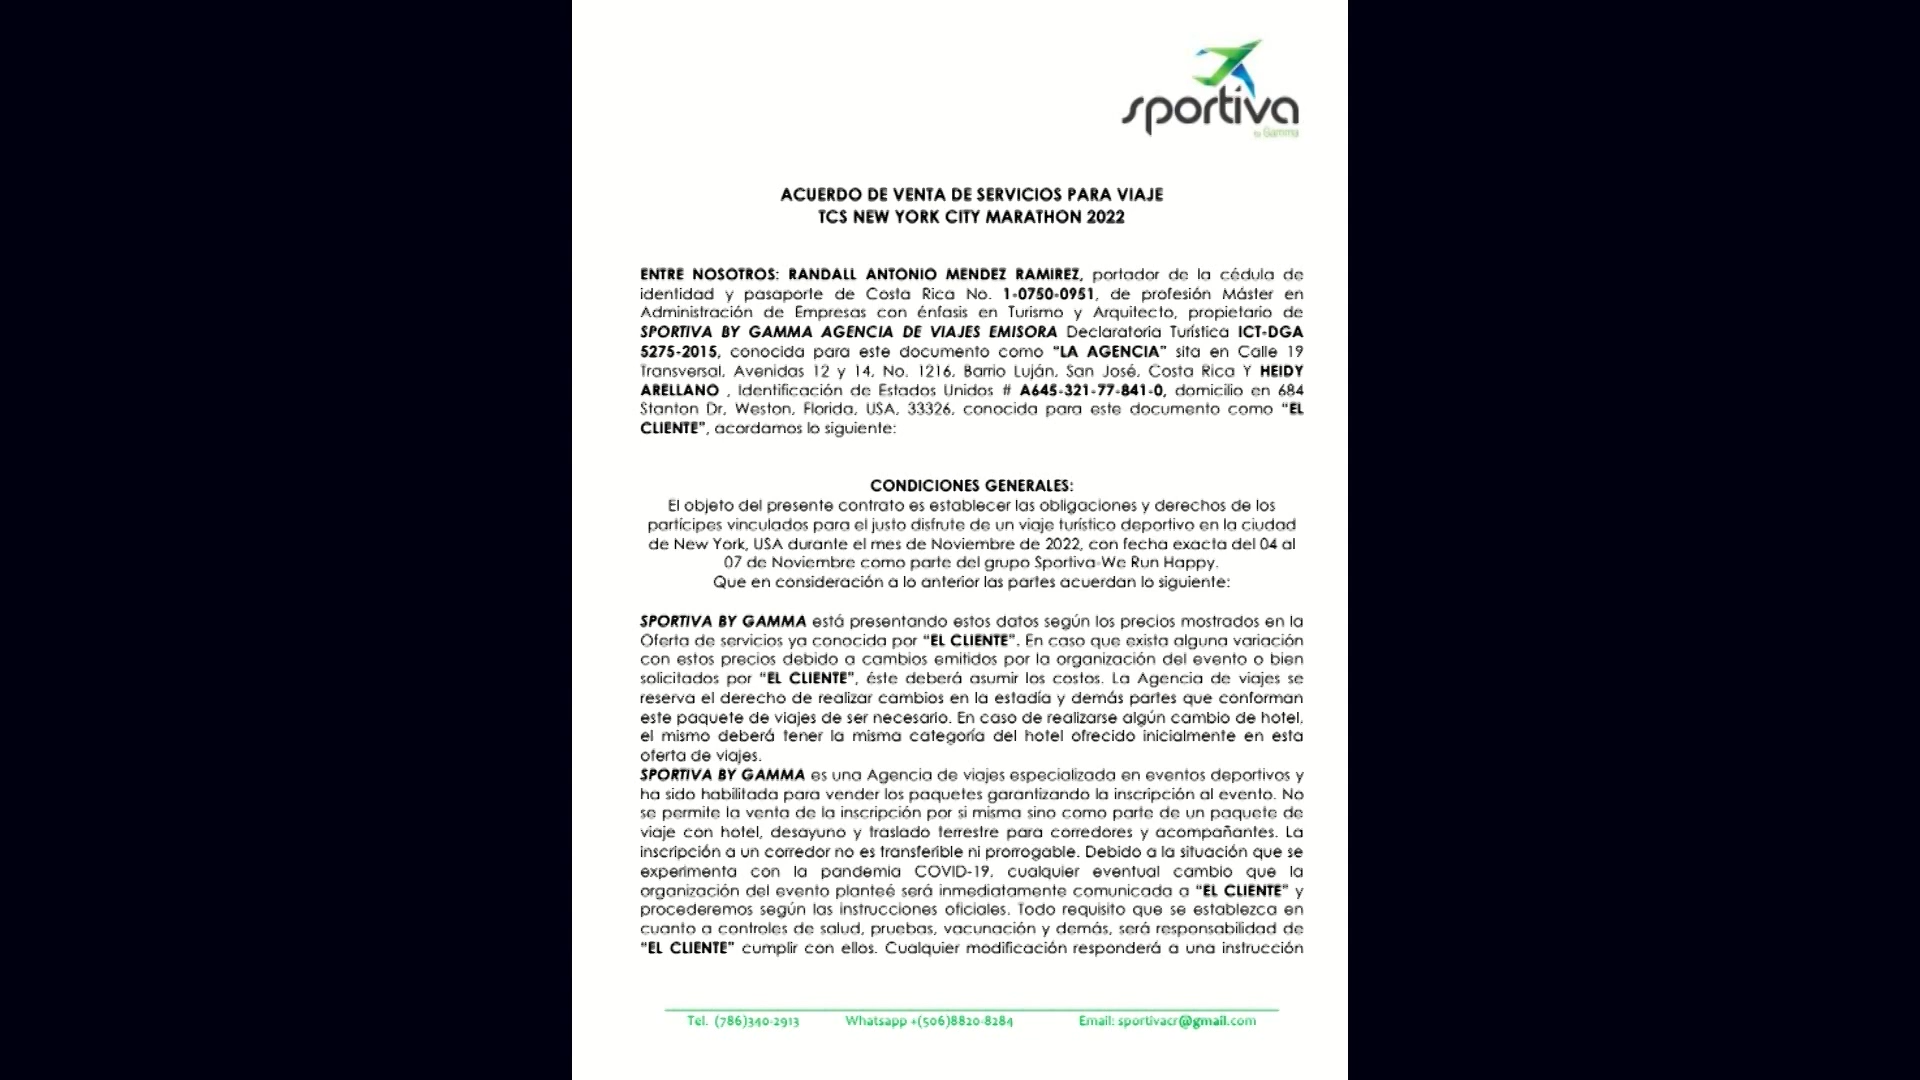 sportiva
by Gamma
ACUERDO DE VENTA DE SERVICIOS PARA VIAJE
TCS NEW YORK CITY MARATHON 2022
ENTRE NOSOTROS: RANDALL ANTONIO MENDEZ RAMIREZ, portador de la cédula de
identidad y pasaporte de Costa Rica No. 1-0750-0951, de profesión Máster en
Administración de Empresas con énfasis en Turismo y Arquitecto, propietario de
SPORTIVA BY GAMMA AGENCIA DE VIAJES EMISORA Declaratoria Turística ICT-DGA
5275-2015, conocida para este documento como "LA AGENCIA" sita en Calle 19
Transversal, Avenidas 12 y 14, No. 1216, Barrio Luján, San José, Costa Rica Y HEIDY
ARELLANO , Identificación de Estados Unidos # A645-321-77-841-0, domicilio en 684
Stanton Dr, Weston, Florida, USA, 33326, conocida para este documento como "EL
CLIENTE", acordamos lo siguiente:
CONDICIONES GENERALES:
El objeto del presente contrato es establecer las obligaciones y derechos de los
partícipes vinculados para el justo disfrute de un viaje turístico deportivo en la ciudad
de New York, USA durante el mes de Noviembre de 2022, con fecha exacta del 04 al
07 de Noviembre como parte del grupo Sportiva-We Run Happy.
Que en consideración a lo anterior las partes acuerdan lo siguiente:
SPORTIVA BY GAMMA está presentando estos datos según los precios mostrados en la
Oferta de servicios ya conocida por "EL CLIENTE". En caso que exista alguna variación
con estos precios debido a cambios emitidos por la organización del evento o bien
solicitados por "EL CLIENTE", éste deberá asumir los costos. La Agencia de viajes se
reserva el derecho de realizar cambios en la estadía y demás partes que conforman
este paquete de viajes de ser necesario. En caso de realizarse algún cambio de hotel,
el mismo deberá tener la misma categoría del hotel ofrecido inicialmente en esta
oferta de viajes.
SPORTIVA BY GAMMA es una Agencia de viajes especializada en eventos deportivos y
ha sido habilitada para vender los paquetes garantizando la inscripción al evento. No
se permite la venta de la inscripción por si misma sino como parte de un paquete de
viaje con hotel, desayuno y traslado terrestre para corredores y acompañantes. La
inscripción a un corredor no es transferible ni prorrogable. Debido a la situación que se
experimenta con la pandemia COVID-19, cualquier eventual cambio que la
organización del evento planteé será inmediatamente comunicada a "EL CLIENTE" y
procederemos según las instrucciones oficiales. Todo requisito que se establezca en
cuanto a controles de salud, pruebas, vacunación y demás, será responsabilidad de
"EL CLIENTE" cumplir con ellos. Cualquier modificación responderá a una instrucción
Tel. (786)340-2913 Whatsapp +(506)8820-8284 Email: sportivacr@gmail.com